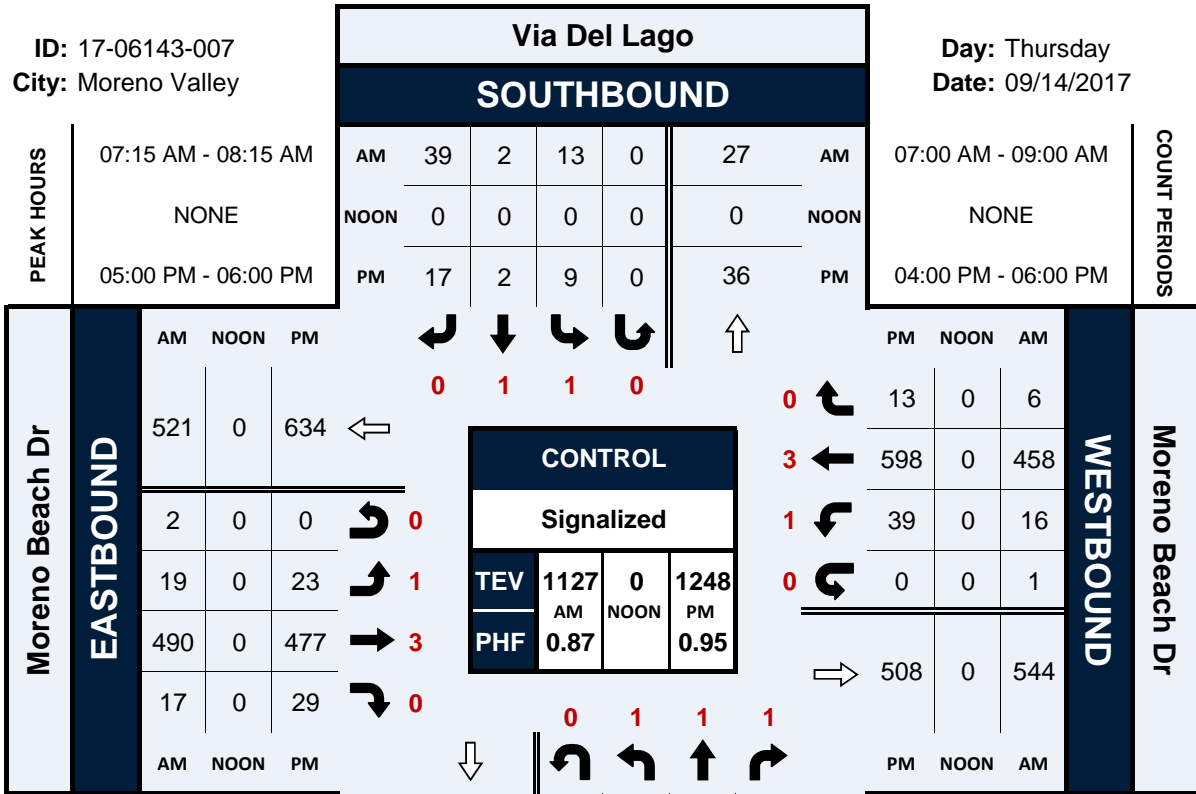 Via Del Lago
ID: 17-06143-007
Day: Thursday
City: Moreno Valley
Date: 09/14/2017
SOUTHBOUND
PEAK HOURS
07:15 AM - 08:15 AM
NONE
05:00 PM - 06:00 PM
AM 39 2 13 0 27 AM
NOON 0 0 0 0 0 NOON
PM 17 2 9 0 36 PM
07:00 AM - 09:00 AM
NONE
04:00 PM - 06:00 PM
COUNT PERIODS
0 1 1 0
Moreno Beach Dr
EASTBOUND
AM NOON PM
521 0 634
2 0 0 0
19 0 23 1
490 0 477 3
17 0 29 0
AM NOON PM
CONTROL
Signalized
TEV 1127 0 1248
AM NOON PM
PHF 0.87 0.95
PM NOON AM
0 13 0 6
3 598 0 458
1 39 0 16
0 0 0 1
508 0 544
PM NOON AM
WESTBOUND
Moreno Beach Dr
0 1 1 1